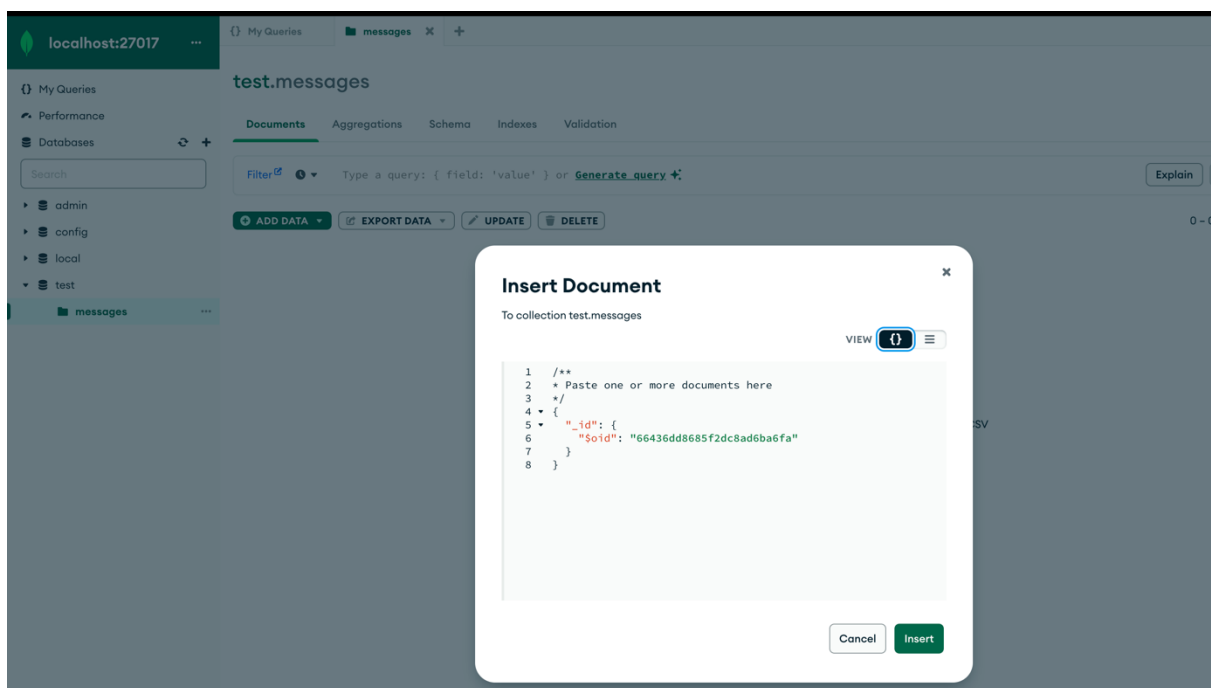 localhost:27017 ...
{} My Queries
messages
test.messages
My Queries
Performance
Databases
Search
admin
config
local
test
messages ...
Documents Aggregations Schema Indexes Validation
Filter Type a query: { field: 'value' } or Generate query
Explain
ADD DATA EXPORT DATA UPDATE DELETE
0 – 0
CSV
Insert Document
To collection test.messages
VIEW {}
1 /**
2 * Paste one or more documents here
3 */
4 {
5 "_id": {
6 "$oid": "66436dd8685f2dc8ad6ba6fa"
7 }
8 }
Cancel Insert